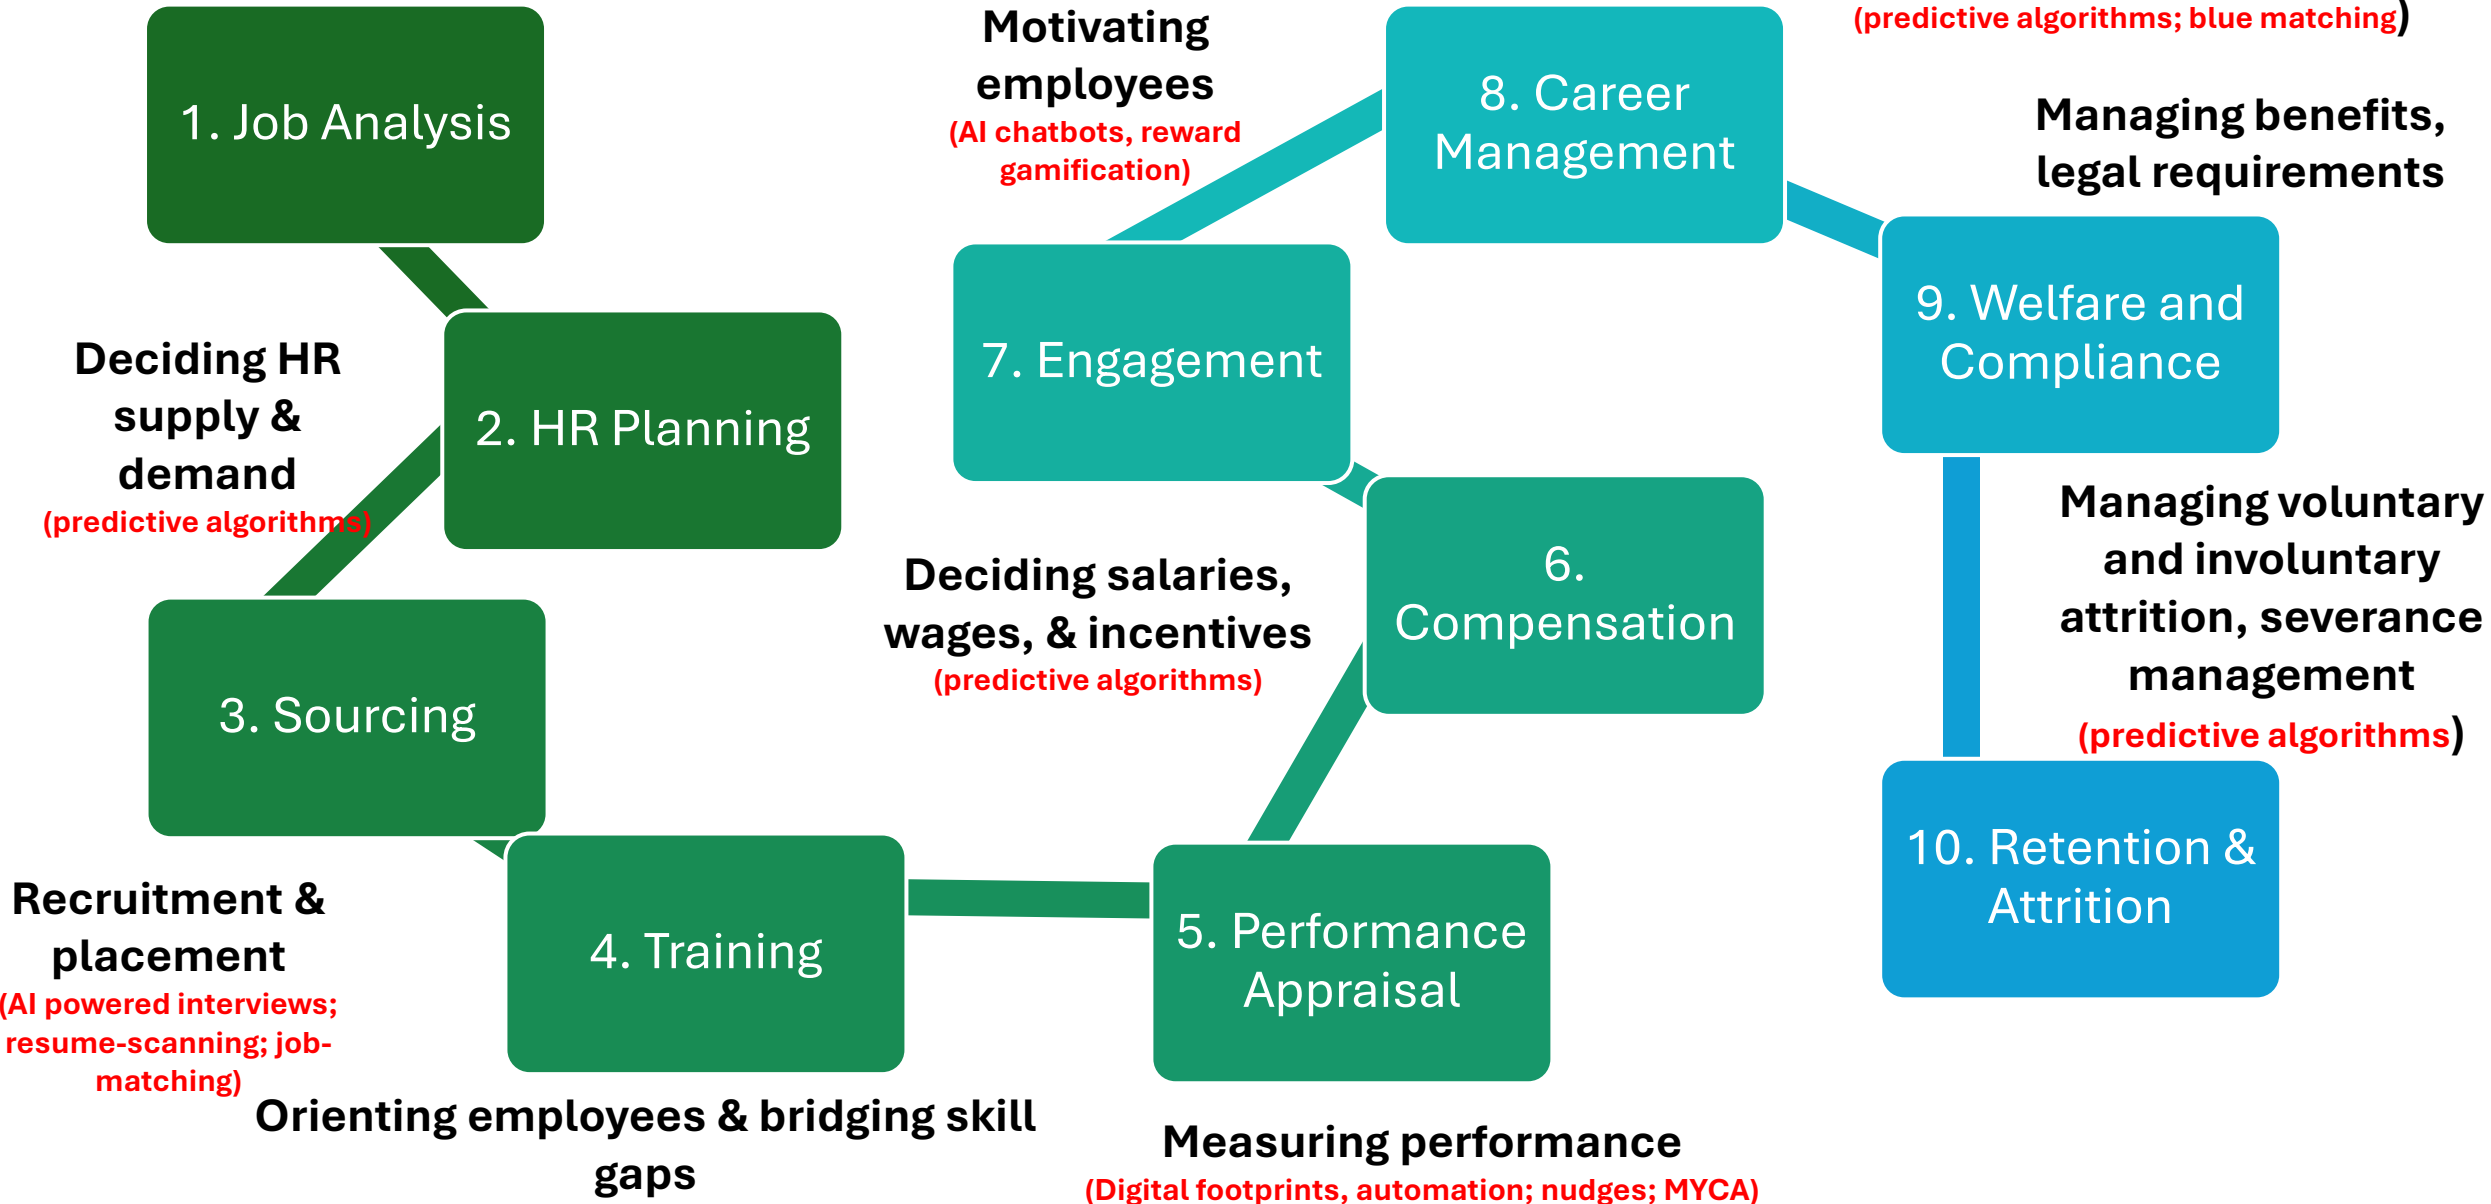 1. Job Analysis
Deciding HR
supply &
demand
(predictive algorithms)
2. HR Planning
3. Sourcing
Recruitment &
placement
(AI powered interviews;
resume-scanning; job-
matching)
4. Training
Orienting employees & bridging skill
gaps
5. Performance
Appraisal
Measuring performance
(Digital footprints, automation; nudges; MYCA)
6.
Compensation
Deciding salaries,
wages, & incentives
(predictive algorithms)
7. Engagement
Motivating
employees
(AI chatbots, reward
gamification)
8. Career
Management
(predictive algorithms; blue matching)
Managing benefits,
legal requirements
9. Welfare and
Compliance
Managing voluntary
and involuntary
attrition, severance
management
(predictive algorithms)
10. Retention &
Attrition